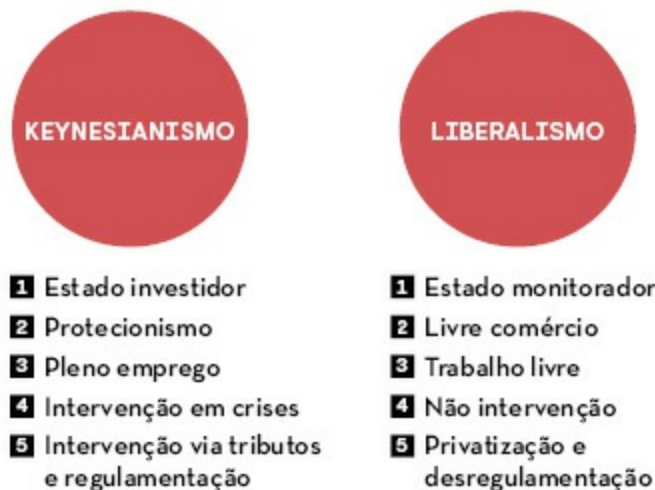 KEYNESIANISMO
1 Estado investidor
2 Protecionismo
3 Pleno emprego
4 Intervenção em crises
5 Intervenção via tributos
e regulamentação
LIBERALISMO
1 Estado monitorador
2 Livre comércio
3 Trabalho livre
4 Não intervenção
5 Privatização e
desregulamentação